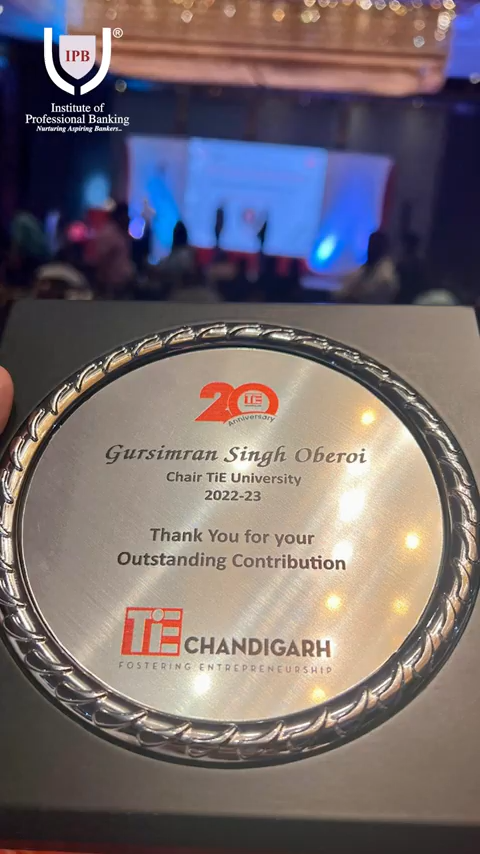 ®
IPB
Institute of
Professional Banking
Nurturing Aspiring Bankers...
20
TiE
Anniversary
Gursimran Singh Oberoi
Chair TiE University
2022-23
Thank You for your
Outstanding Contribution
TiE CHANDIGARH
FOSTERING ENTREPRENEURSHIP